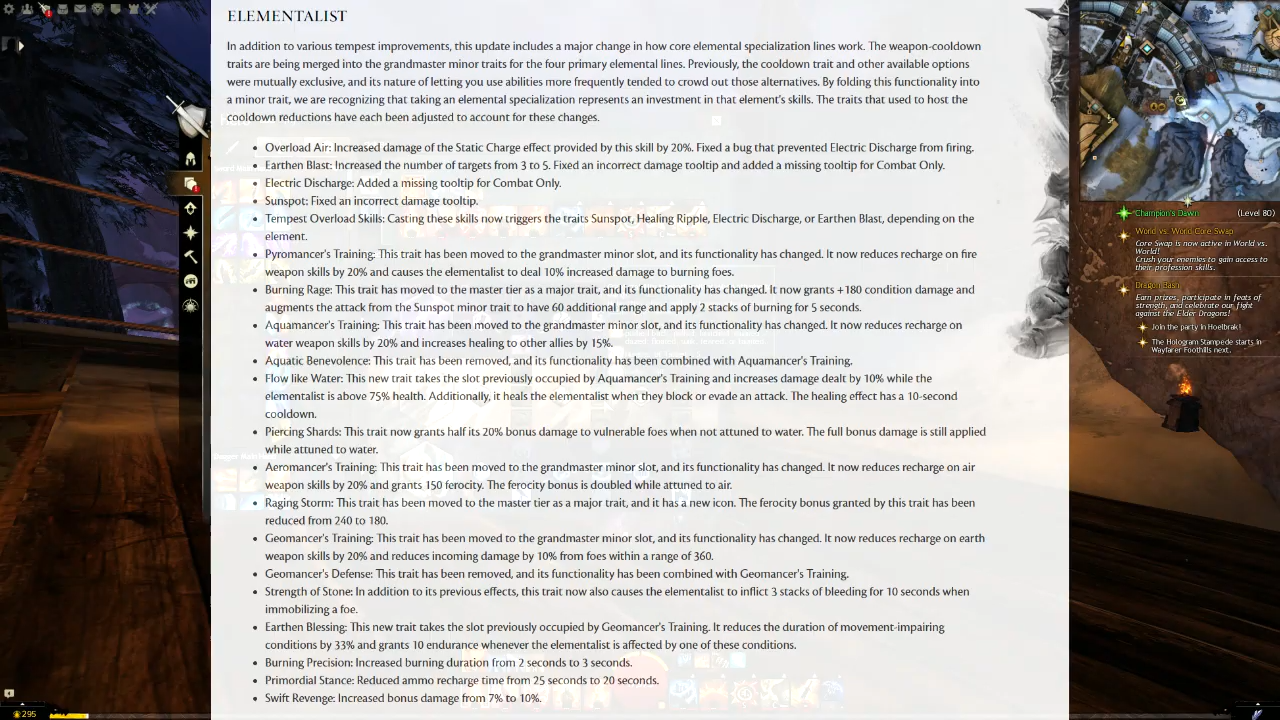 ELEMENTALIST
In addition to various tempest improvements, this update includes a major change in how core elemental specialization lines work. The weapon-cooldown
traits are being merged into the grandmaster minor traits for the four primary elemental lines. Previously, the cooldown trait and other available options
were mutually exclusive, and its nature of letting you use abilities more frequently tended to crowd out those alternatives. By folding this functionality into
a minor trait, we are recognizing that taking an elemental specialization represents an investment in that element's skills. The traits that used to host the
cooldown reductions have each been adjusted to account for these changes.
• Overload Air: Increased damage of the Static Charge effect provided by this skill by 20%. Fixed a bug that prevented Electric Discharge from firing.
• Earthen Blast: Increased the number of targets from 3 to 5. Fixed an incorrect damage tooltip and added a missing tooltip for Combat Only.
• Electric Discharge: Added a missing tooltip for Combat Only.
• Sunspot: Fixed an incorrect damage tooltip.
• Tempest Overload Skills: Casting these skills now triggers the traits Sunspot, Healing Ripple, Electric Discharge, or Earthen Blast, depending on the
element.
• Pyromancer's Training: This trait has been moved to the grandmaster minor slot, and its functionality has changed. It now reduces recharge on fire
weapon skills by 20% and causes the elementalist to deal 10% increased damage to burning foes.
• Burning Rage: This trait has been moved to the master tier as a major trait, and its functionality has changed. It now grants +180 condition damage and
augments the attack from the Sunspot minor trait to have 60 additional range and apply 2 stacks of burning for 5 seconds.
• Aquamancer's Training: This trait has been moved to the grandmaster minor slot, and its functionality has changed. It now reduces recharge on
water weapon skills by 20% and increases healing to other allies by 15%.
• Aquatic Benevolence: This trait has been removed, and its functionality has been combined with Aquamancer's Training.
• Flow like Water: This new trait takes the slot previously occupied by Aquamancer's Training and increases damage dealt by 10% while the
elementalist is above 75% health. Additionally, it heals the elementalist when they block or evade an attack. The healing effect has a 10-second
cooldown.
• Piercing Shards: This trait now grants half its 20% bonus damage to vulnerable foes when not attuned to water. The full bonus damage is still applied
while attuned to water.
• Aeromancer's Training: This trait has been moved to the grandmaster minor slot, and its functionality has changed. It now reduces recharge on air
weapon skills by 20% and grants 150 ferocity. The ferocity bonus is doubled while attuned to air.
• Raging Storm: This trait has been moved to the master tier as a major trait, and it has a new icon. The ferocity bonus granted by this trait has been
reduced from 240 to 180.
• Geomancer's Training: This trait has been moved to the grandmaster minor slot, and its functionality has changed. It now reduces recharge on earth
weapon skills by 20% and reduces incoming damage by 10% from foes within a range of 360.
• Geomancer's Defense: This trait has been removed, and its functionality has been combined with Geomancer's Training.
• Strength of Stone: In addition to its previous effects, this trait now also causes the elementalist to inflict 3 stacks of bleeding for 10 seconds when
immobilizing a foe.
• Earthen Blessing: This new trait takes the slot previously occupied by Geomancer's Training. It reduces the duration of movement-impairing
conditions by 33% and grants 10 endurance whenever the elementalist is affected by one of these conditions.
• Burning Precision: Increased burning duration from 2 seconds to 3 seconds.
• Primordial Stance: Reduced ammo recharge time from 25 seconds to 20 seconds.
• Swift Revenge: Increased bonus damage from 7% to 10%.
Champion's Dawn (Level 80)
World vs. World Core Swap
Core Swap is now active in World vs.
World!
Crush your enemies to gain access to
their profession skills.
Dragon Bash
Earn prizes, participate in feats of
strength, and celebrate our fight
against the Elder Dragons!
Join the party in Hoelbrak!
The Hologram Stampede starts in
Wayfarer Foothills next.
295